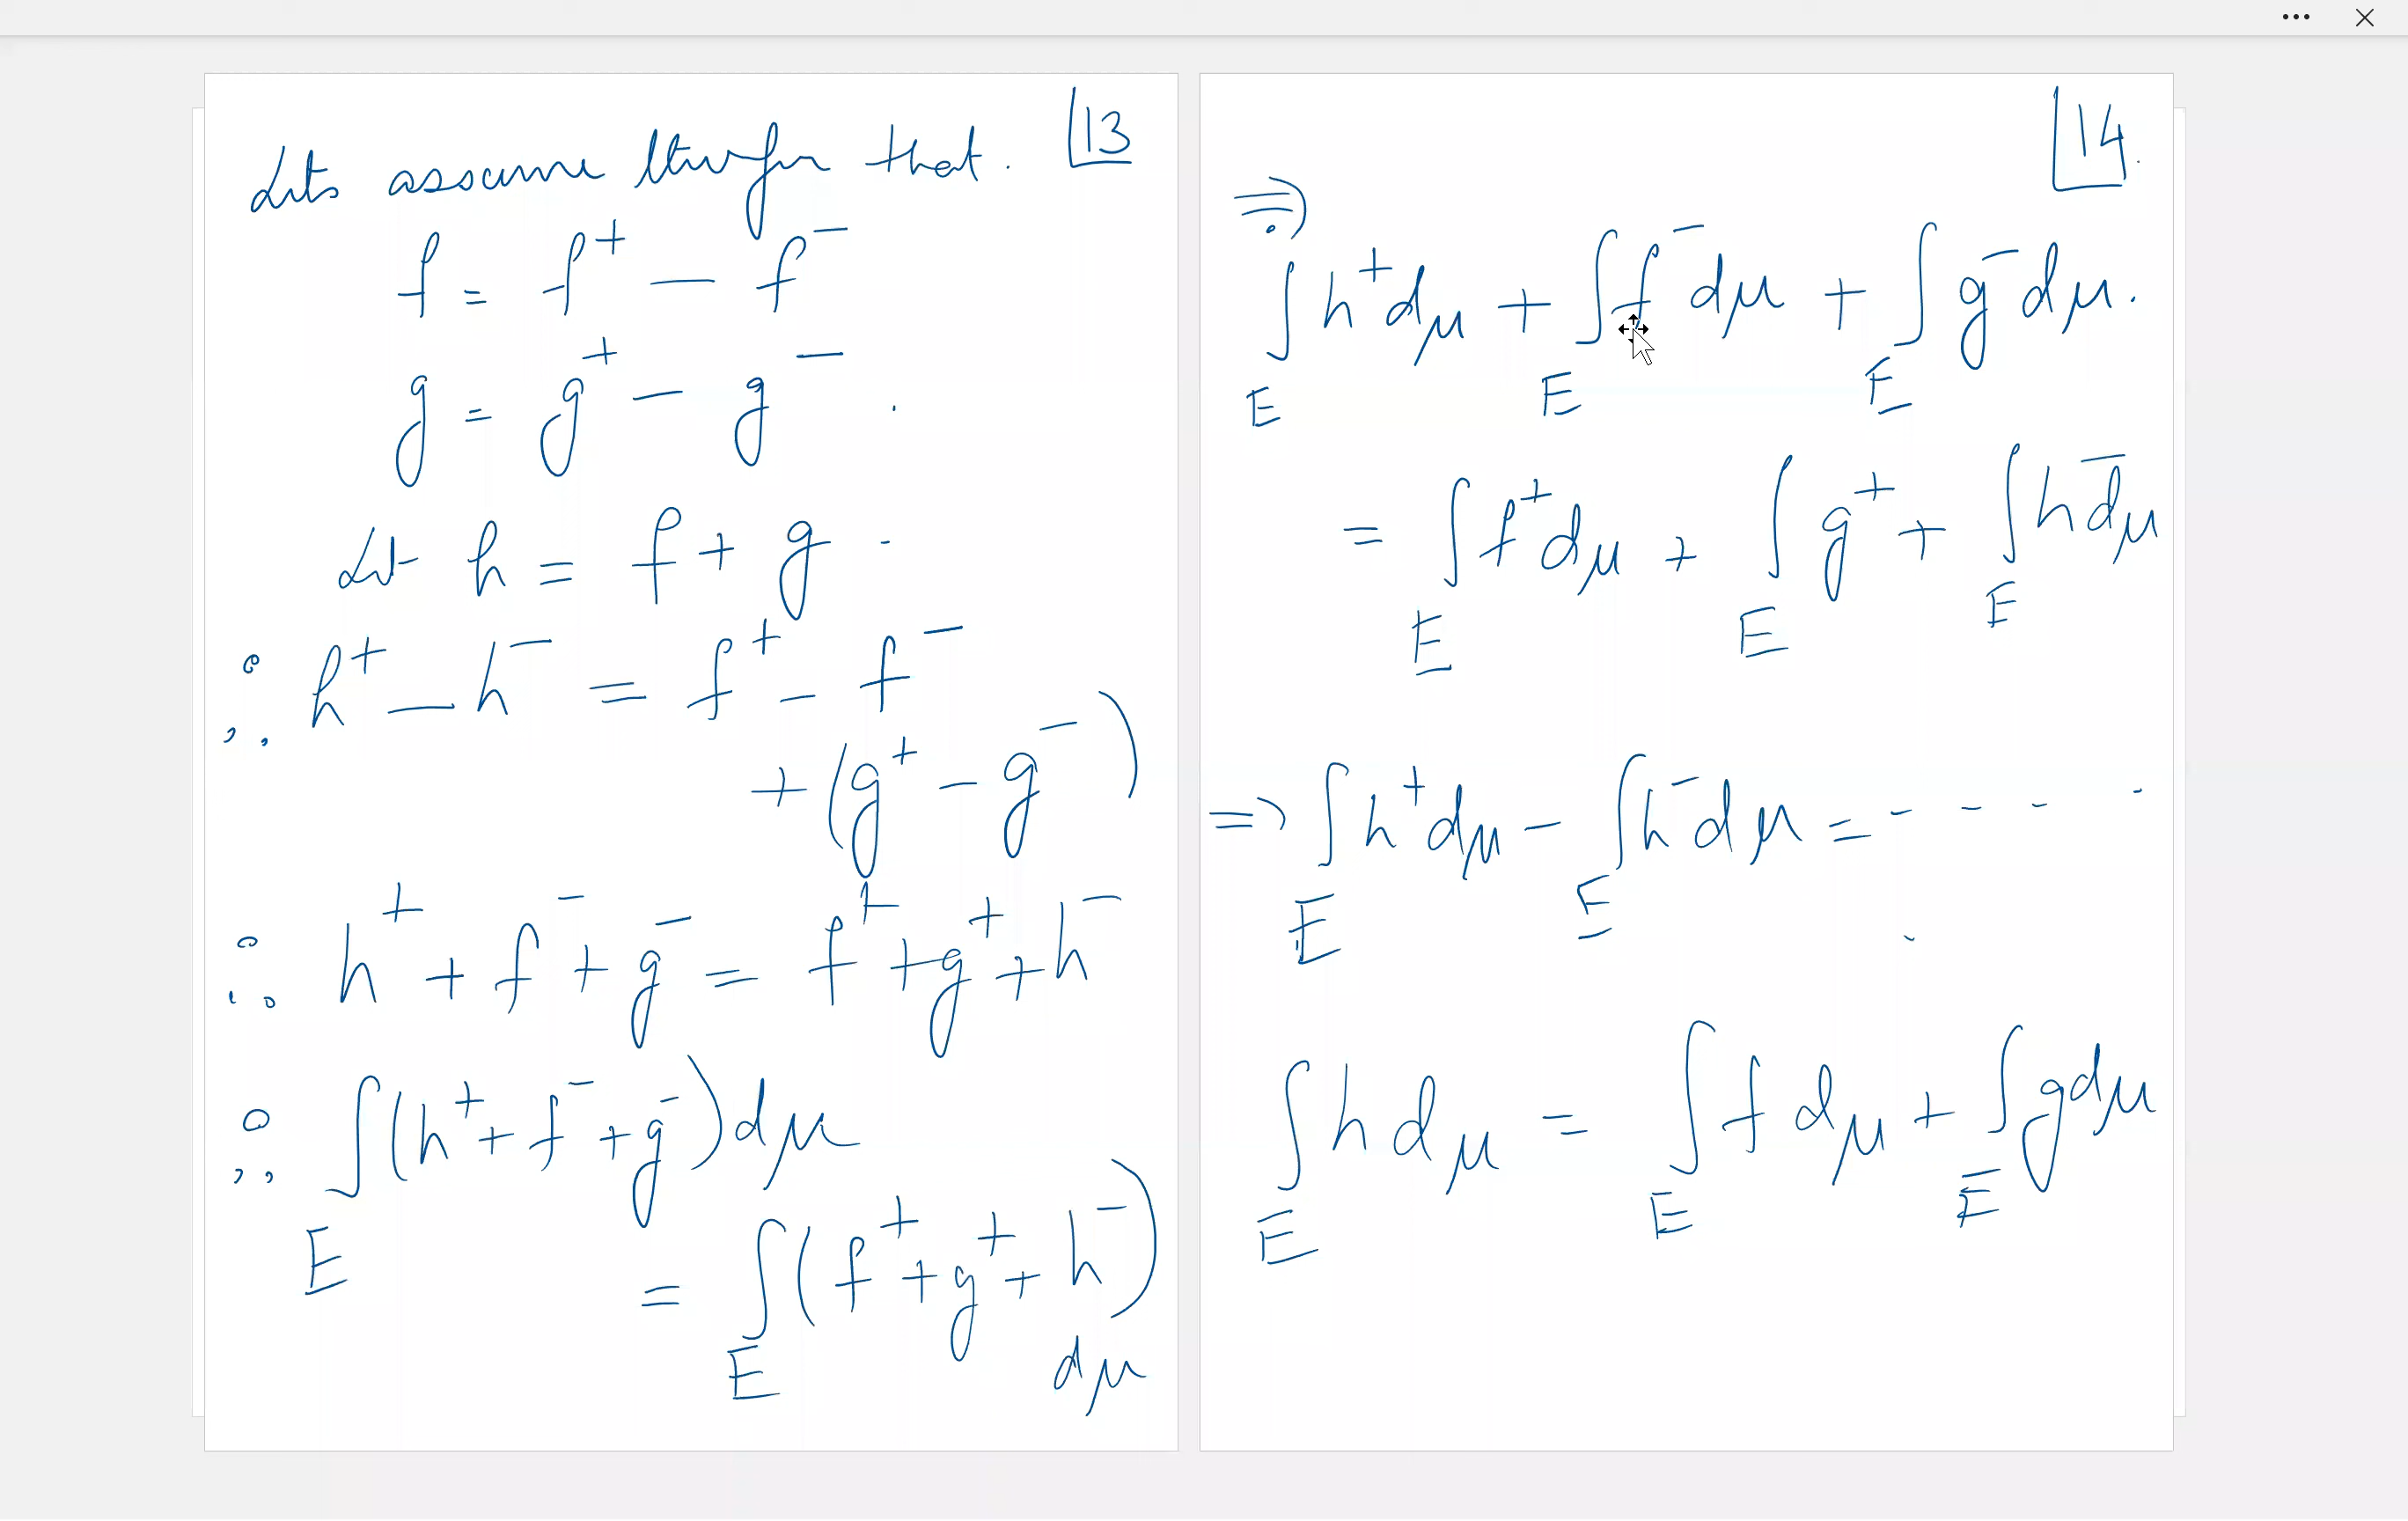 Lets assume therefore that.
13
f = f⁺ − f⁻
g = g⁺ − g⁻ .
Let h = f + g .
∴ h⁺ − h⁻ = f⁺ − f⁻
+ (g⁺ − g⁻)
∴ h⁺ + f⁻ + g⁻ = f⁺ + g⁺ + h⁻
∴ ∫_E (h⁺ + f⁻ + g⁻) dμ
= ∫_E (f⁺ + g⁺ + h⁻)
dμ
14
⇒
∫_E h⁺dμ + ∫_E f⁻dμ + ∫_E g⁻dμ.
= ∫_E f⁺dμ + ∫_E g⁺ + ∫_E h⁻dμ
⇒ ∫_E h⁺dμ − ∫_E h⁻dμ = - - - -
∫_E h dμ = ∫_E f dμ + ∫_E g dμ